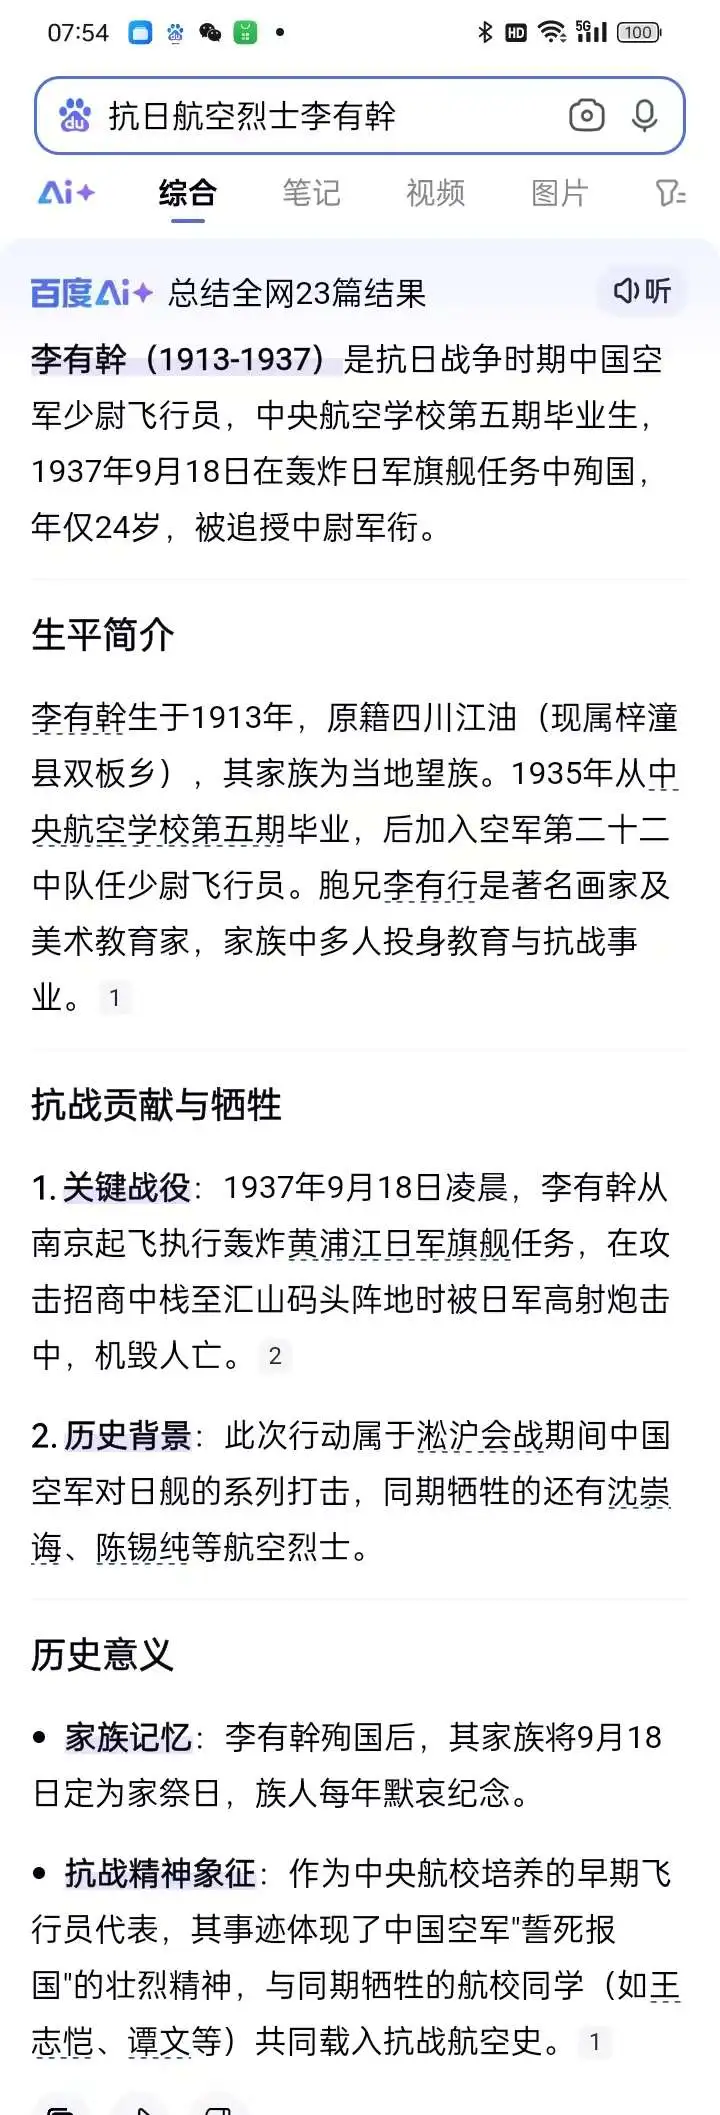 07:54
HD 5G 100
du 抗日航空烈士李有幹
Ai 综合 笔记 视频 图片
百度Ai 总结全网23篇结果 听
李有幹（1913-1937）是抗日战争时期中国空
军少尉飞行员，中央航空学校第五期毕业生，
1937年9月18日在轰炸日军旗舰任务中殉国，
年仅24岁，被追授中尉军衔。
生平简介
李有幹生于1913年，原籍四川江油（现属梓潼
县双板乡），其家族为当地望族。1935年从中
央航空学校第五期毕业，后加入空军第二十二
中队任少尉飞行员。胞兄李有行是著名画家及
美术教育家，家族中多人投身教育与抗战事
业。 1
抗战贡献与牺牲
1. 关键战役：1937年9月18日凌晨，李有幹从
南京起飞执行轰炸黄浦江日军旗舰任务，在攻
击招商中栈至汇山码头阵地时被日军高射炮击
中，机毁人亡。 2
2. 历史背景：此次行动属于淞沪会战期间中国
空军对日舰的系列打击，同期牺牲的还有沈崇
诲、陈锡纯等航空烈士。
历史意义
• 家族记忆：李有幹殉国后，其家族将9月18
日定为家祭日，族人每年默哀纪念。
• 抗战精神象征：作为中央航校培养的早期飞
行员代表，其事迹体现了中国空军"誓死报
国"的壮烈精神，与同期牺牲的航校同学（如王
志恺、谭文等）共同载入抗战航空史。 1